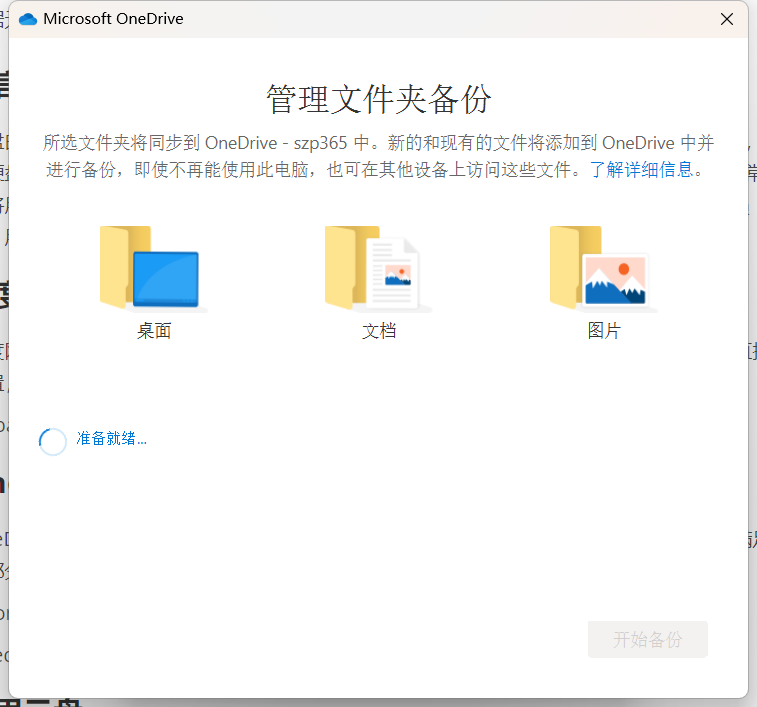 Microsoft OneDrive
管理文件夹备份
所选文件夹将同步到 OneDrive - szp365 中。新的和现有的文件将添加到 OneDrive 中并
进行备份，即使不再能使用此电脑，也可在其他设备上访问这些文件。了解详细信息。
桌面
文档
图片
准备就绪...
开始备份